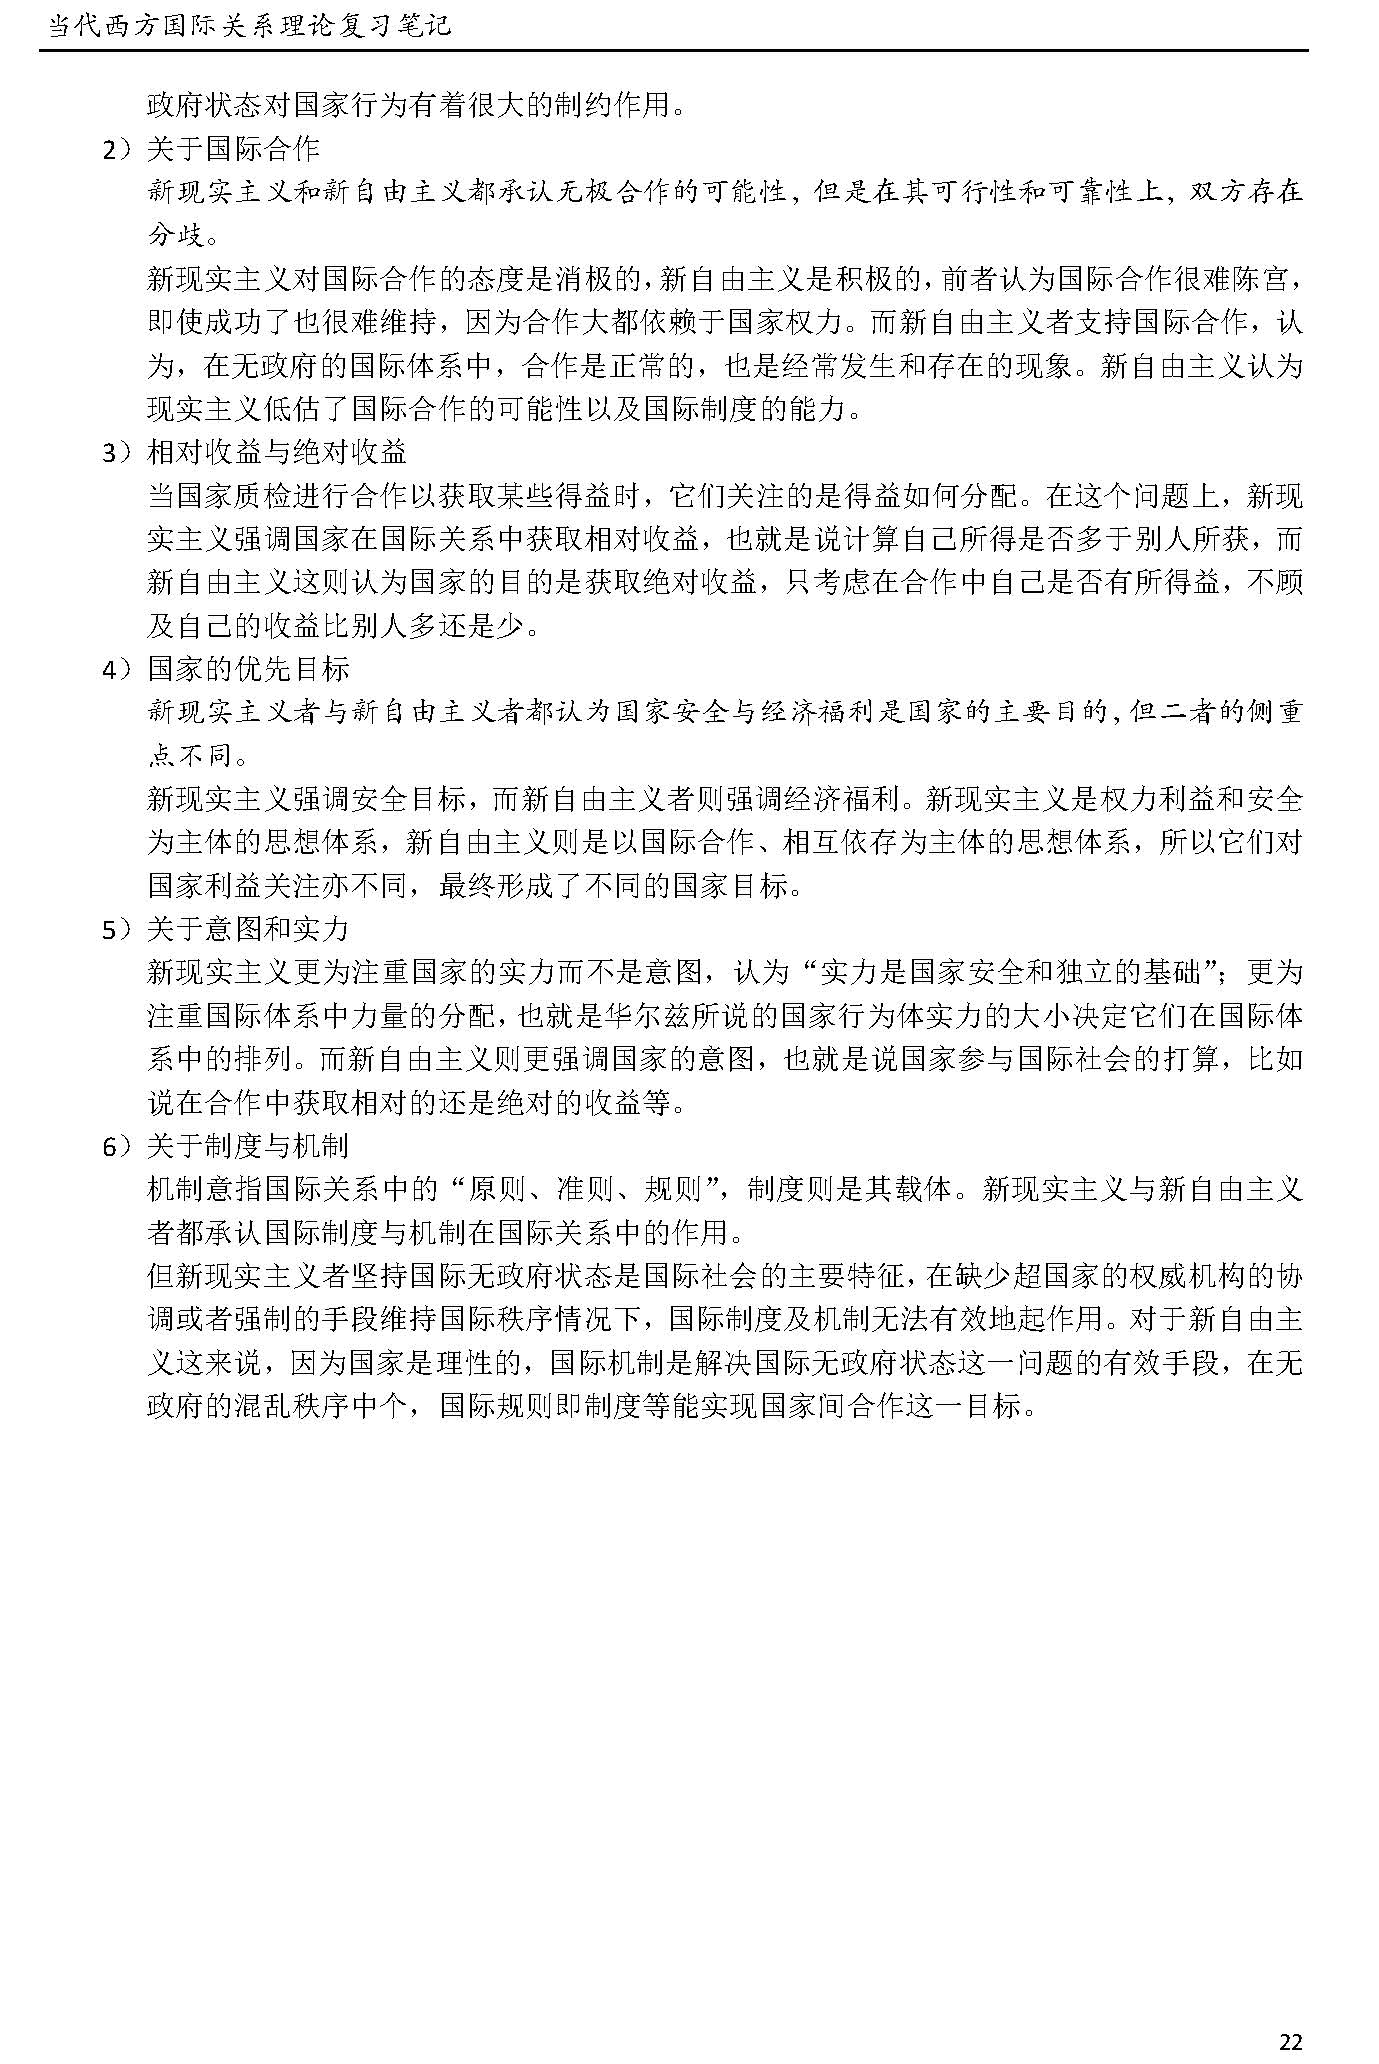 当代西方国际关系理论复习笔记
政府状态对国家行为有着很大的制约作用。
2）关于国际合作
新现实主义和新自由主义都承认无极合作的可能性，但是在其可行性和可靠性上，双方存在
分歧。
新现实主义对国际合作的态度是消极的，新自由主义是积极的，前者认为国际合作很难陈宫，
即使成功了也很难维持，因为合作大都依赖于国家权力。而新自由主义者支持国际合作，认
为，在无政府的国际体系中，合作是正常的，也是经常发生和存在的现象。新自由主义认为
现实主义低估了国际合作的可能性以及国际制度的能力。
3）相对收益与绝对收益
当国家质检进行合作以获取某些得益时，它们关注的是得益如何分配。在这个问题上，新现
实主义强调国家在国际关系中获取相对收益，也就是说计算自己所得是否多于别人所获，而
新自由主义这则认为国家的目的是获取绝对收益，只考虑在合作中自己是否有所得益，不顾
及自己的收益比别人多还是少。
4）国家的优先目标
新现实主义者与新自由主义者都认为国家安全与经济福利是国家的主要目的，但二者的侧重
点不同。
新现实主义强调安全目标，而新自由主义者则强调经济福利。新现实主义是权力利益和安全
为主体的思想体系，新自由主义则是以国际合作、相互依存为主体的思想体系，所以它们对
国家利益关注亦不同，最终形成了不同的国家目标。
5）关于意图和实力
新现实主义更为注重国家的实力而不是意图，认为“实力是国家安全和独立的基础”；更为
注重国际体系中力量的分配，也就是华尔兹所说的国家行为体实力的大小决定它们在国际体
系中的排列。而新自由主义则更强调国家的意图，也就是说国家参与国际社会的打算，比如
说在合作中获取相对的还是绝对的收益等。
6）关于制度与机制
机制意指国际关系中的“原则、准则、规则”，制度则是其载体。新现实主义与新自由主义
者都承认国际制度与机制在国际关系中的作用。
但新现实主义者坚持国际无政府状态是国际社会的主要特征，在缺少超国家的权威机构的协
调或者强制的手段维持国际秩序情况下，国际制度及机制无法有效地起作用。对于新自由主
义这来说，因为国家是理性的，国际机制是解决国际无政府状态这一问题的有效手段，在无
政府的混乱秩序中个，国际规则即制度等能实现国家间合作这一目标。
22